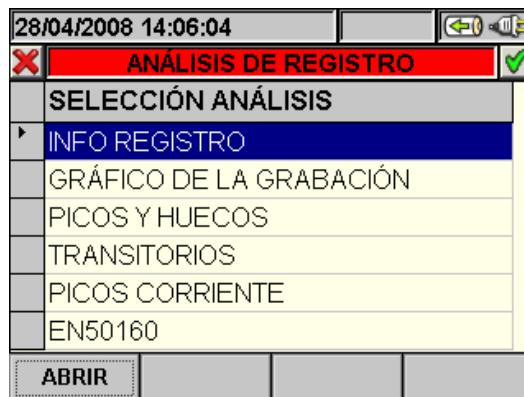 28/04/2008 14:06:04
ANÁLISIS DE REGISTRO
SELECCIÓN ANÁLISIS
INFO REGISTRO
GRÁFICO DE LA GRABACIÓN
PICOS Y HUECOS
TRANSITORIOS
PICOS CORRIENTE
EN50160
ABRIR